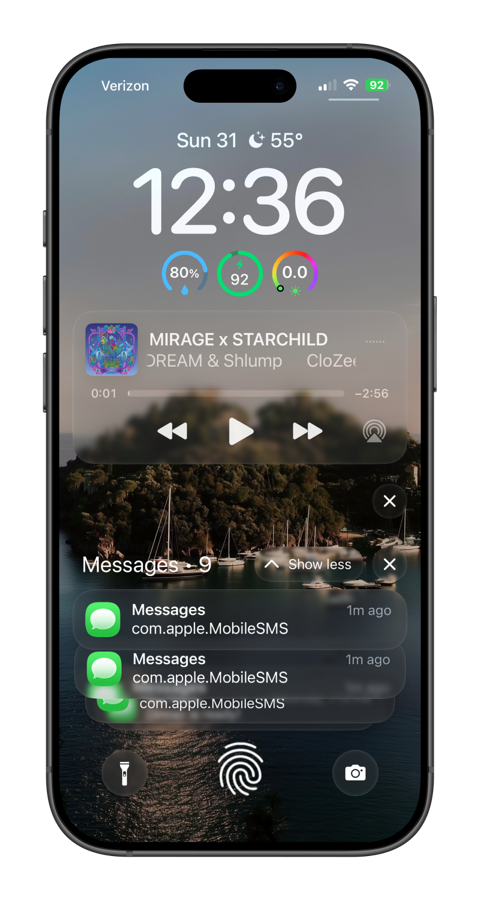 Verizon
92
Sun 31 55°
12:36
80%
92
0.0
MIRAGE x STARCHILD
DREAM & Shlump CloZee
0:01
−2:56
Messages • 9
Show less
Messages
1m ago
com.apple.MobileSMS
Messages
1m ago
com.apple.MobileSMS
com.apple.MobileSMS